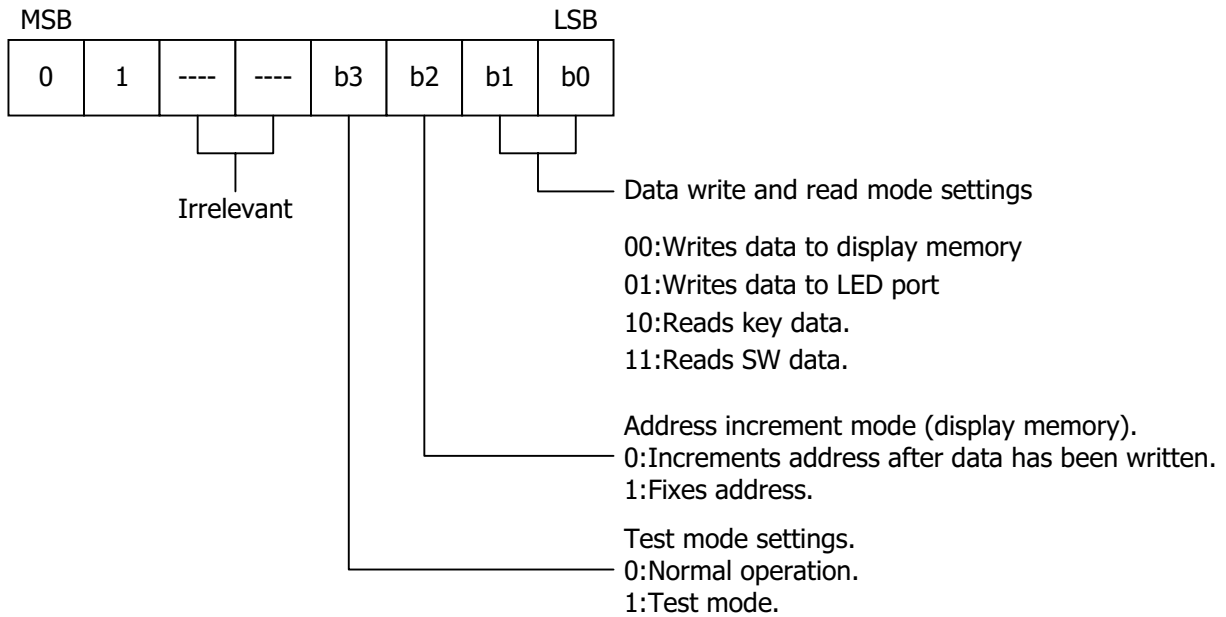 MSB LSB
0 1 ---- ---- b3 b2 b1 b0
Data write and read mode settings
Irrelevant
00:Writes data to display memory
01:Writes data to LED port
10:Reads key data.
11:Reads SW data.
Address increment mode (display memory).
0:Increments address after data has been written.
1:Fixes address.
Test mode settings.
0:Normal operation.
1:Test mode.